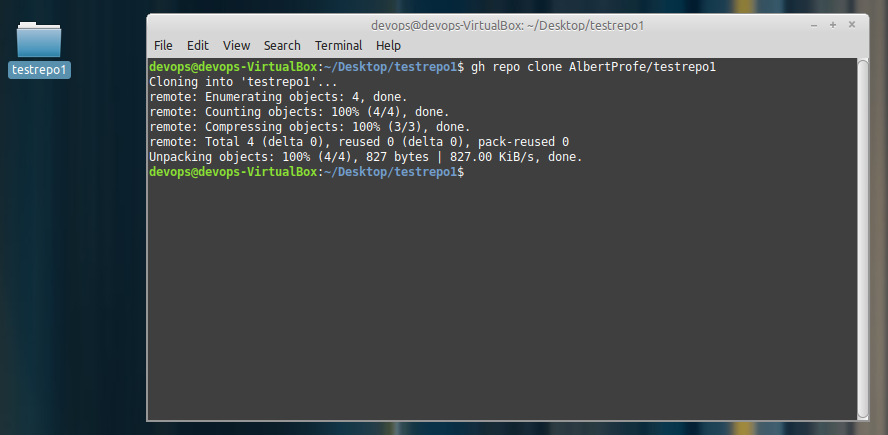 testrepo1
devops@devops-VirtualBox: ~/Desktop/testrepo1
File Edit View Search Terminal Help
devops@devops-VirtualBox:~/Desktop/testrepo1$ gh repo clone AlbertProfe/testrepo1
Cloning into 'testrepo1'...
remote: Enumerating objects: 4, done.
remote: Counting objects: 100% (4/4), done.
remote: Compressing objects: 100% (3/3), done.
remote: Total 4 (delta 0), reused 0 (delta 0), pack-reused 0
Unpacking objects: 100% (4/4), 827 bytes | 827.00 KiB/s, done.
devops@devops-VirtualBox:~/Desktop/testrepo1$